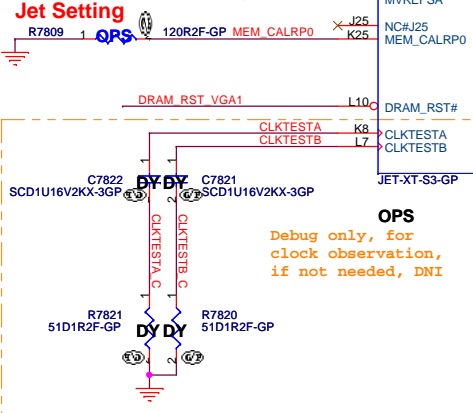 MVREFSA
Jet Setting
R7809 1 OPS 2 120R2F-GP MEM_CALRP0
J25 NC#J25
K25 MEM_CALRP0
DRAM_RST_VGA1 L10 DRAM_RST#
CLKTESTA K8 CLKTESTA
CLKTESTB L7 CLKTESTB
JET-XT-S3-GP
1 1
C7822 DY DY C7821
SCD1U16V2KX-3GP SCD1U16V2KX-3GP
2 2
CLKTESTA_C CLKTESTB_C
OPS
Debug only, for
clock observation,
if not needed, DNI
1 1
R7821 R7820
51D1R2F-GP 51D1R2F-GP
DY DY
2 2